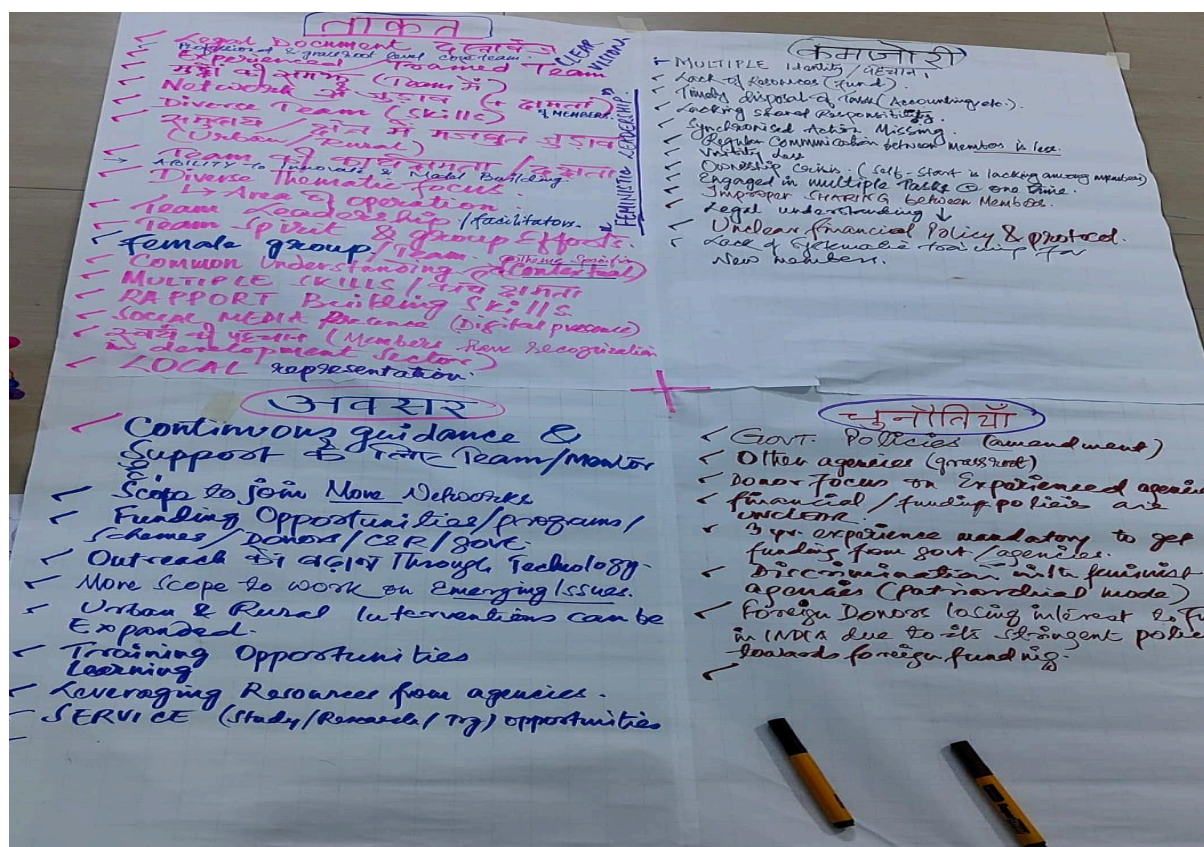 ताकत
✓ Legal Document दस्तावेज
Professional & grassroot level core team.
✓ Experienced Trained Team
✓ मुद्दों की समझ (Team में)
✓ Network से जुड़ाव (+ क्षमता)
of MEMBERS.
✓ Diverse Team (Skills)
✓ समुदाय / क्षेत्र में मजबुत जुड़ाव
(Urban/Rural)
✓ Team की कार्यक्षमता / दक्षता
→ ABILITY to Innovate & Model Building.
✓ Diverse Thematic focus
↳ Area of operation.
✓ Team Leadership /facilitators.
✓ Team Spirit & group Efforts.
✓ female group/Team.
✓ Common Understanding (Contextual)
✓ MULTIPLE SKILLS / कार्य क्षमता
✓ RAPPORT Building Skills
✓ SOCIAL MEDIA Presence (Digital presence)
✓ स्वयं की पहचान (Members have recognization
in development Sector)
✓ LOCAL representation.
CLEAR
VISION.
"FEMINISTIC LEADERSHIP."
कमजोरी
- MULTIPLE Identity/पहचान।
✓ Lack of Resources (fund)
✓ Timely disposal of Task (Accounting etc.).
✓ Lacking shared Responsibility.
✓ Synchronised Action Missing.
✓ Regular Communication between members is less.
✓ Visibility Less
✓ Ownership Crisis. (Self-Start is lacking among members)
✓ Engaged in multiple Tasks @ one time.
✓ Improper SHARING between Members.
✓ Legal understanding ↓
✓ Unclear financial Policy & protocol.
✓ Lack of Systematic training for
New members.
अवसर
✓ Continuous guidance &
Support के लिए Team/Mentor
है।
✓ Scope to join More Networks
✓ Funding Opportunities/programs/
Schemes/Donors/CSR/Govt.
✓ Outreach को बढ़ाना Through Technology.
✓ More scope to work on Emerging Issues.
✓ Urban & Rural Interventions can be
Expanded.
✓ Training Opportunities
Learning
✓ Leveraging Resources from agencies.
- SERVICE (Study/Research/Trg) opportunities
चुनौतियाँ
✓ GOVT. Policies (amendment)
✓ Other agencies (grassroot)
✓ Donor focus on Experienced agencies
✓ financial/funding policies are
UNCLEAR.
✓ 3 yr. experience mandatory to get
funding from govt/agencies.
✓ Discrimination with feminist
agencies (patriarchial mode)
✓ Foreign Donors losing interest to F
in INDIA due to its stringent polic
towards foreign funding.
✓